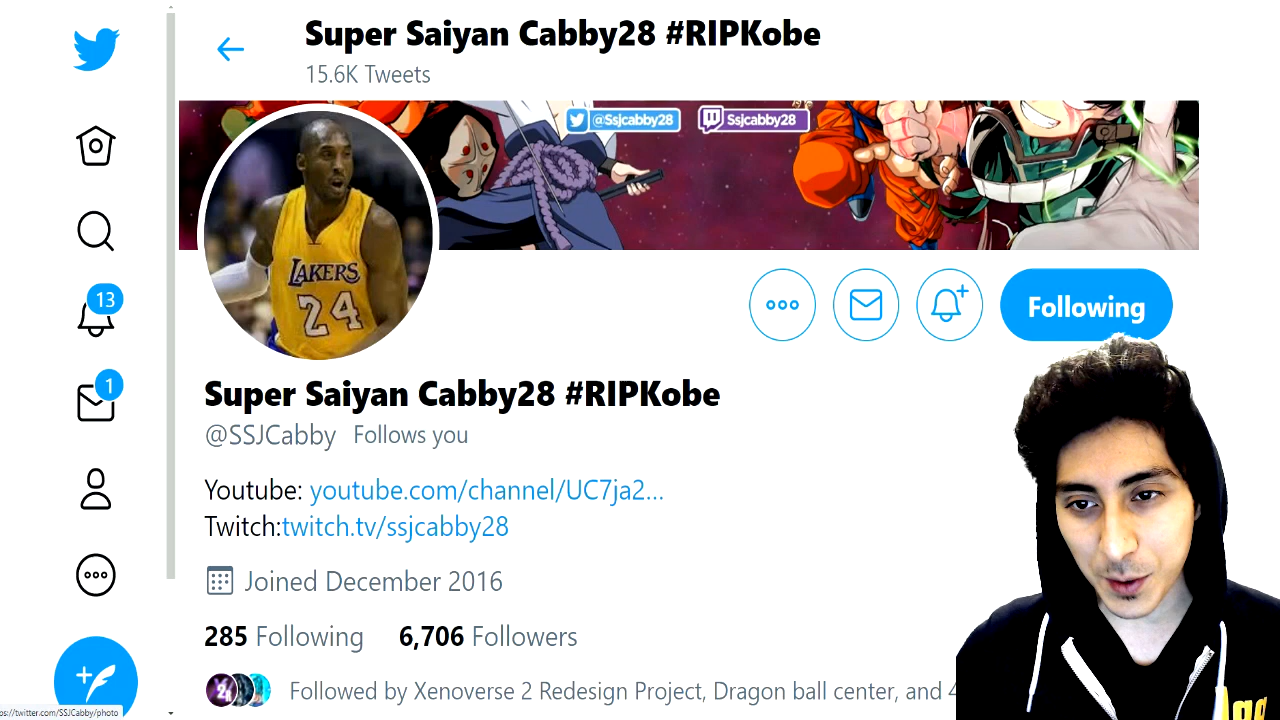 Super Saiyan Cabby28 #RIPKobe
15.6K Tweets
@Ssjcabby28
Ssjcabby28
LAKERS
24
13
Following
1
Super Saiyan Cabby28 #RIPKobe
@SSJCabby Follows you
Youtube: youtube.com/channel/UC7ja2...
Twitch:twitch.tv/ssjcabby28
Joined December 2016
285 Following 6,706 Followers
Followed by Xenoverse 2 Redesign Project, Dragon ball center, and 4
ps://twitter.com/SSJCabby/photo